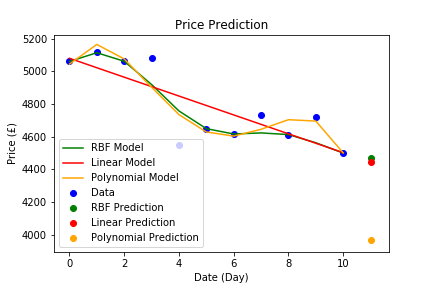 Price Prediction
5200
5000
4800
4600
4400
4200
4000
Price (£)
RBF Model
Linear Model
Polynomial Model
Data
RBF Prediction
Linear Prediction
Polynomial Prediction
0
2
4
6
8
10
Date (Day)